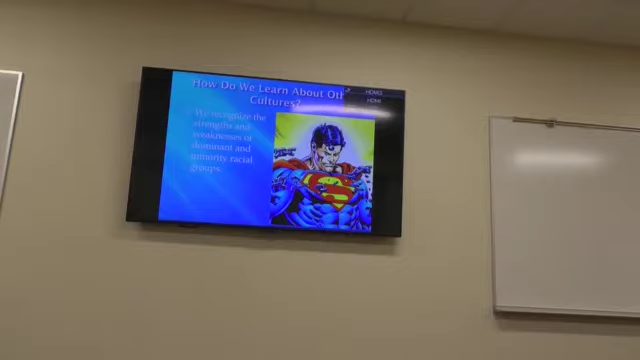 How Do We Learn About Oth
Cultures?
We recognize the
strengths and
weaknesses of
dominant and
minority racial
groups.
HDMI